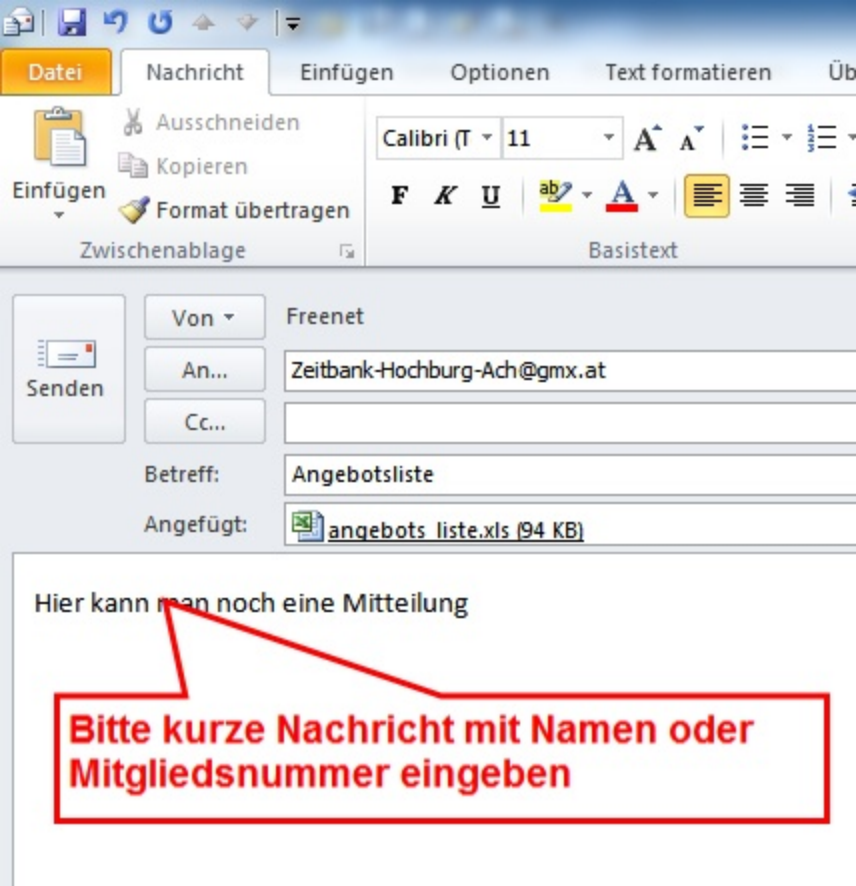 Datei Nachricht Einfügen Optionen Text formatieren Üb
Einfügen
Ausschneiden
Kopieren
Format übertragen
Zwischenablage
Calibri (T 11 A A
F K U ab A
Basistext
Senden
Von Freenet
An... Zeitbank-Hochburg-Ach@gmx.at
Cc...
Betreff: Angebotsliste
Angefügt: angebots_liste.xls (94 KB)
Hier kann man noch eine Mitteilung
Bitte kurze Nachricht mit Namen oder
Mitgliedsnummer eingeben